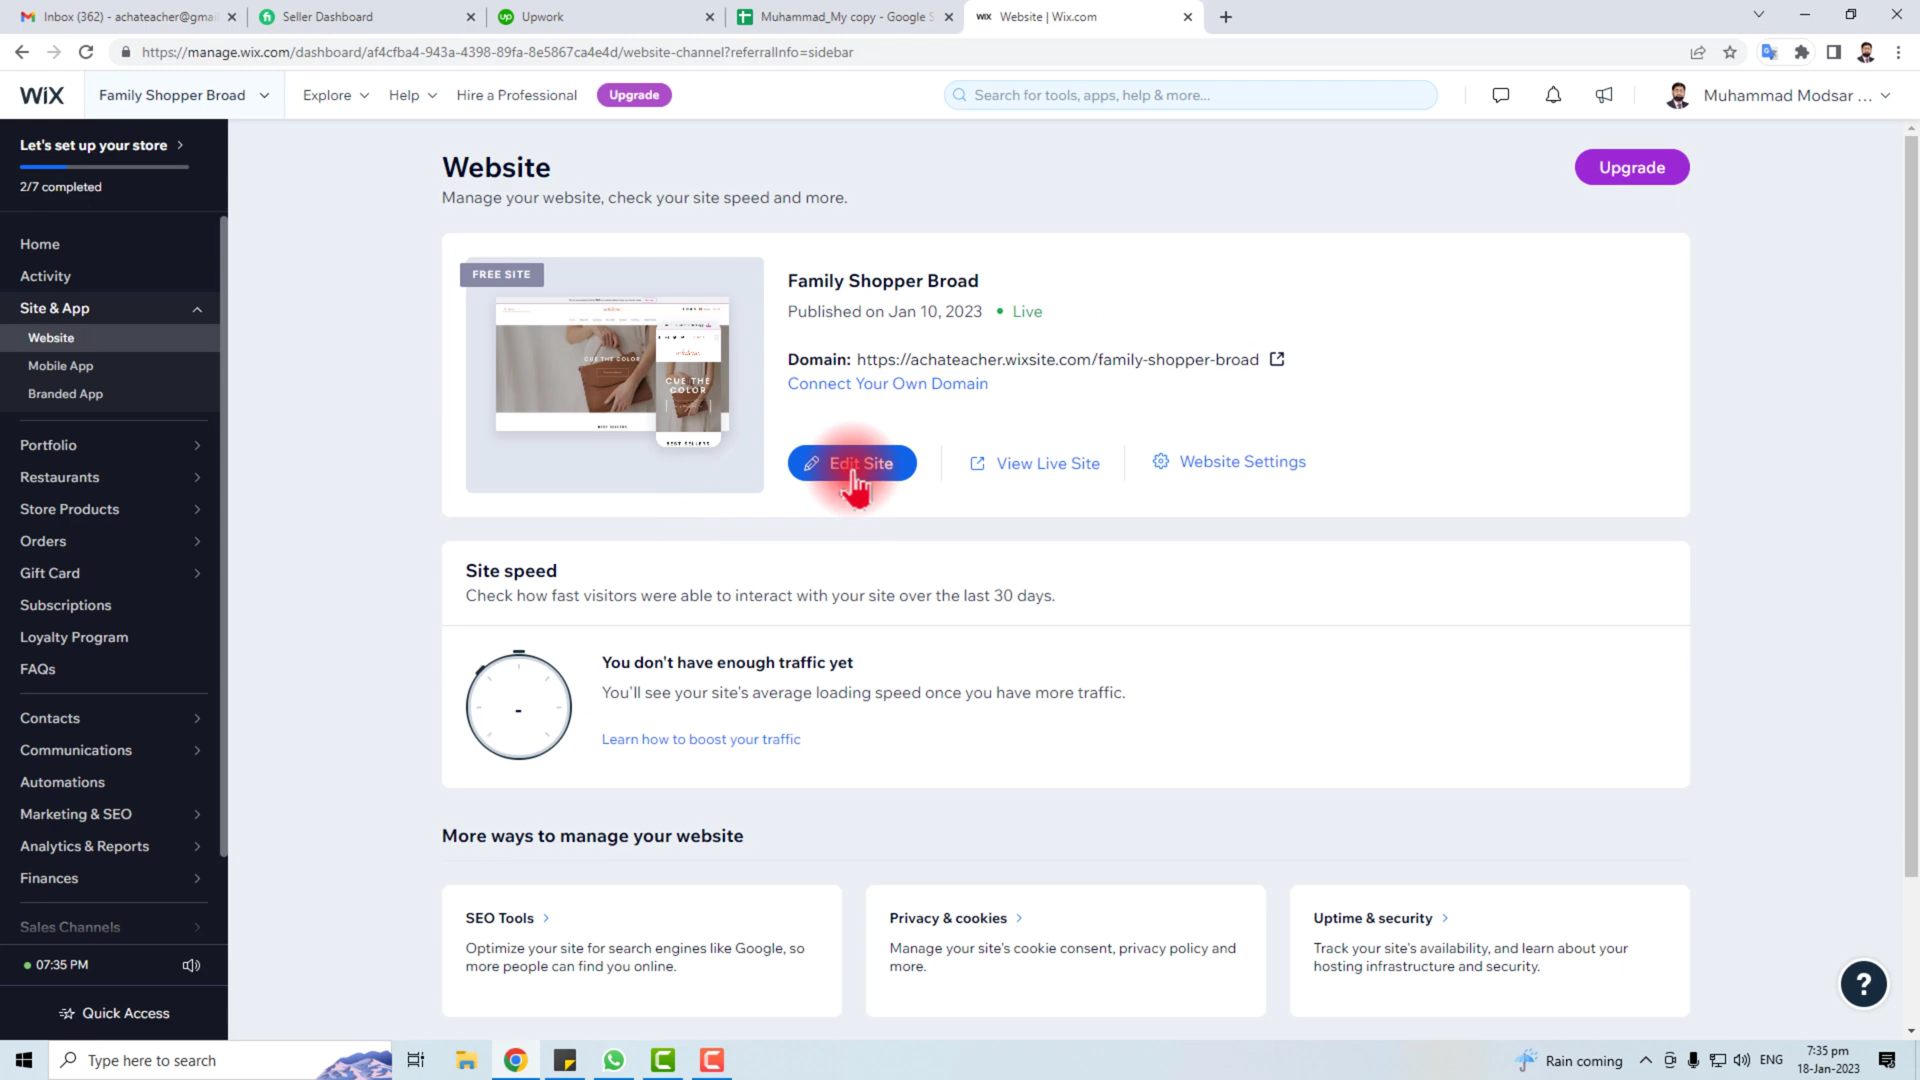 Inbox (362) - achateacher@gmai
Seller Dashboard
Upwork
Muhammad_My copy - Google S
WIX Website | Wix.com
https://manage.wix.com/dashboard/af4cfba4-943a-4398-89fa-8e5867ca4e4d/website-channel?referralInfo=sidebar
WIX
Family Shopper Broad
Explore
Help
Hire a Professional
Upgrade
Search for tools, apps, help & more...
Muhammad Modsar ...
Let's set up your store
2/7 completed
Home
Activity
Site & App
Website
Mobile App
Branded App
Portfolio
Restaurants
Store Products
Orders
Gift Card
Subscriptions
Loyalty Program
FAQs
Contacts
Communications
Automations
Marketing & SEO
Analytics & Reports
Finances
Sales Channels
07:35 PM
Quick Access
Website
Manage your website, check your site speed and more.
Upgrade
FREE SITE
CUE THE COLOR
CUE THE
COLOR
BEST SELLERS
BEST SELLERS
Family Shopper Broad
Published on Jan 10, 2023 • Live
Domain: https://achateacher.wixsite.com/family-shopper-broad
Connect Your Own Domain
Edit Site
View Live Site
Website Settings
Site speed
Check how fast visitors were able to interact with your site over the last 30 days.
You don't have enough traffic yet
You'll see your site's average loading speed once you have more traffic.
Learn how to boost your traffic
More ways to manage your website
SEO Tools
Optimize your site for search engines like Google, so
more people can find you online.
Privacy & cookies
Manage your site's cookie consent, privacy policy and
more.
Uptime & security
Track your site's availability, and learn about your
hosting infrastructure and security.
?
Type here to search
Rain coming
ENG
7:35 pm
18-Jan-2023